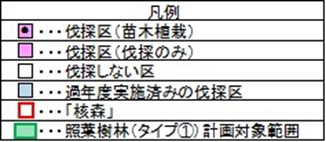 凡例
・・・伐採区(苗木植栽)
・・・伐採区(伐採のみ)
・・・伐採しない区
・・・過年度実施済みの伐採区
・・・「核森」
・・・照葉樹林(タイプ①)計画対象範囲